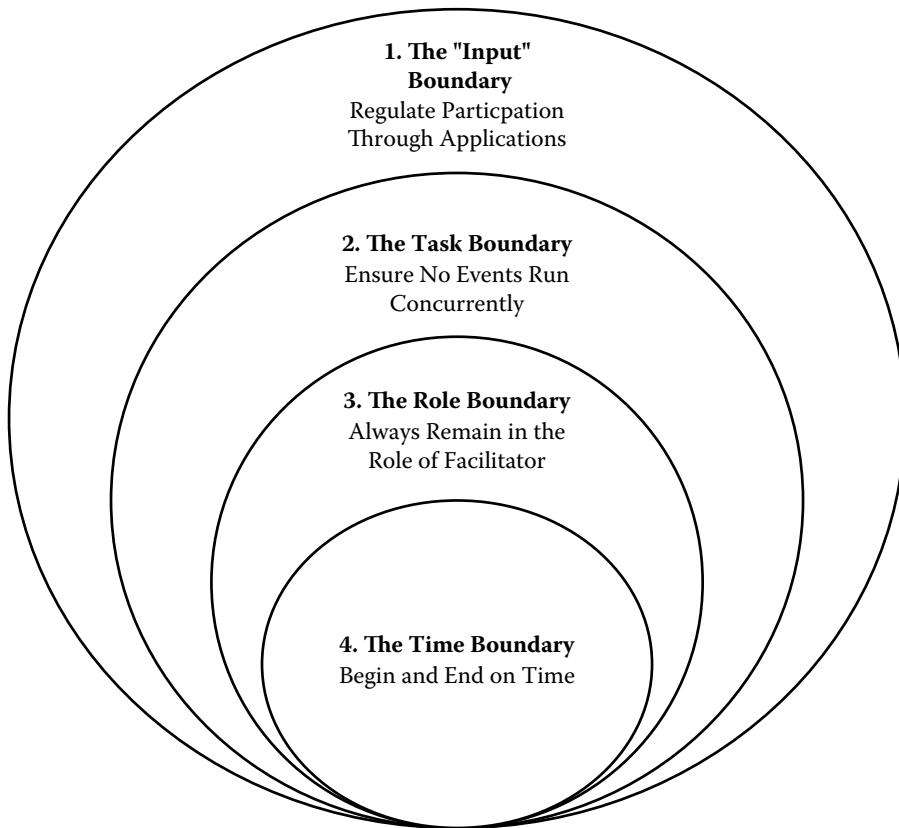 1. The "Input"
Boundary
Regulate Particpation
Through Applications
2. The Task Boundary
Ensure No Events Run
Concurrently
3. The Role Boundary
Always Remain in the
Role of Facilitator
4. The Time Boundary
Begin and End on Time